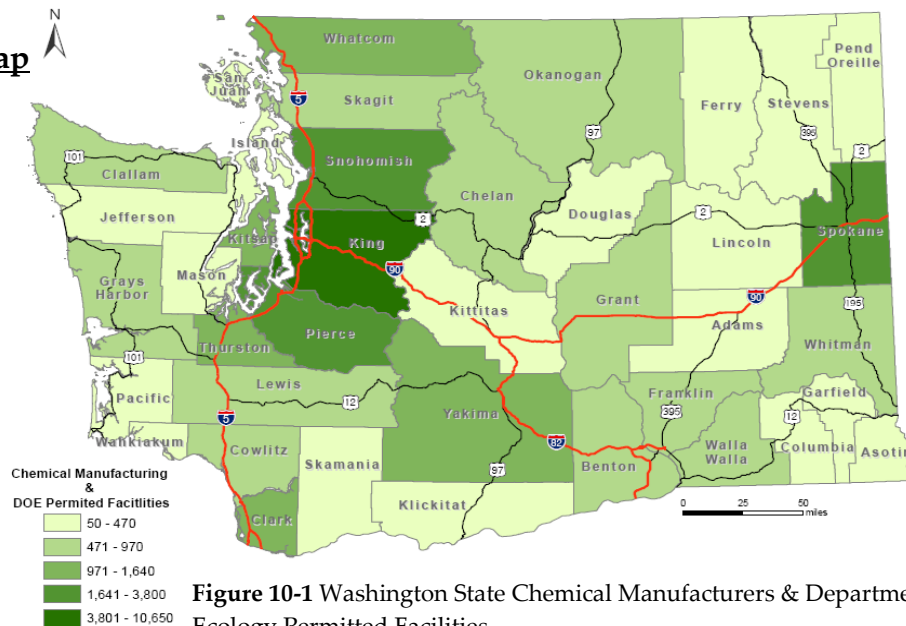 N
ap
Whatcom
Okanogan
Pend
Oreille
San
Juan
Skagit
5
Ferry
Stevens
97
395
Island
101
Snohomish
2
Clallam
Chelan
Douglas
2
Jefferson
Kitsap
King
2
Lincoln
Spokane
90
Mason
Grays
Harbor
Grant
90
195
Kittitas
Adams
Pierce
Thurston
Whitman
101
Lewis
Franklin
Garfield
Pacific
12
Yakima
395
12
5
Wahkiakum
Cowlitz
82
Walla
Walla
Columbia
Asotin
Skamania
97
Benton
Klickitat
Clark
0 25 50
miles
Chemical Manufacturing
&
DOE Permited Facitlities
50 - 470
471 - 970
971 - 1,640
1,641 - 3,800
3,801 - 10,650
Figure 10-1 Washington State Chemical Manufacturers & Departme
Ecology Permitted Facilities